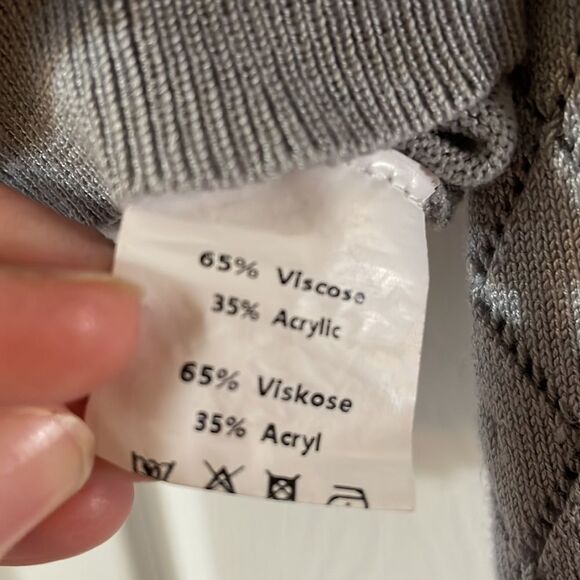 65% Viscose
35% Acrylic
65% Viskose
35% Acryl